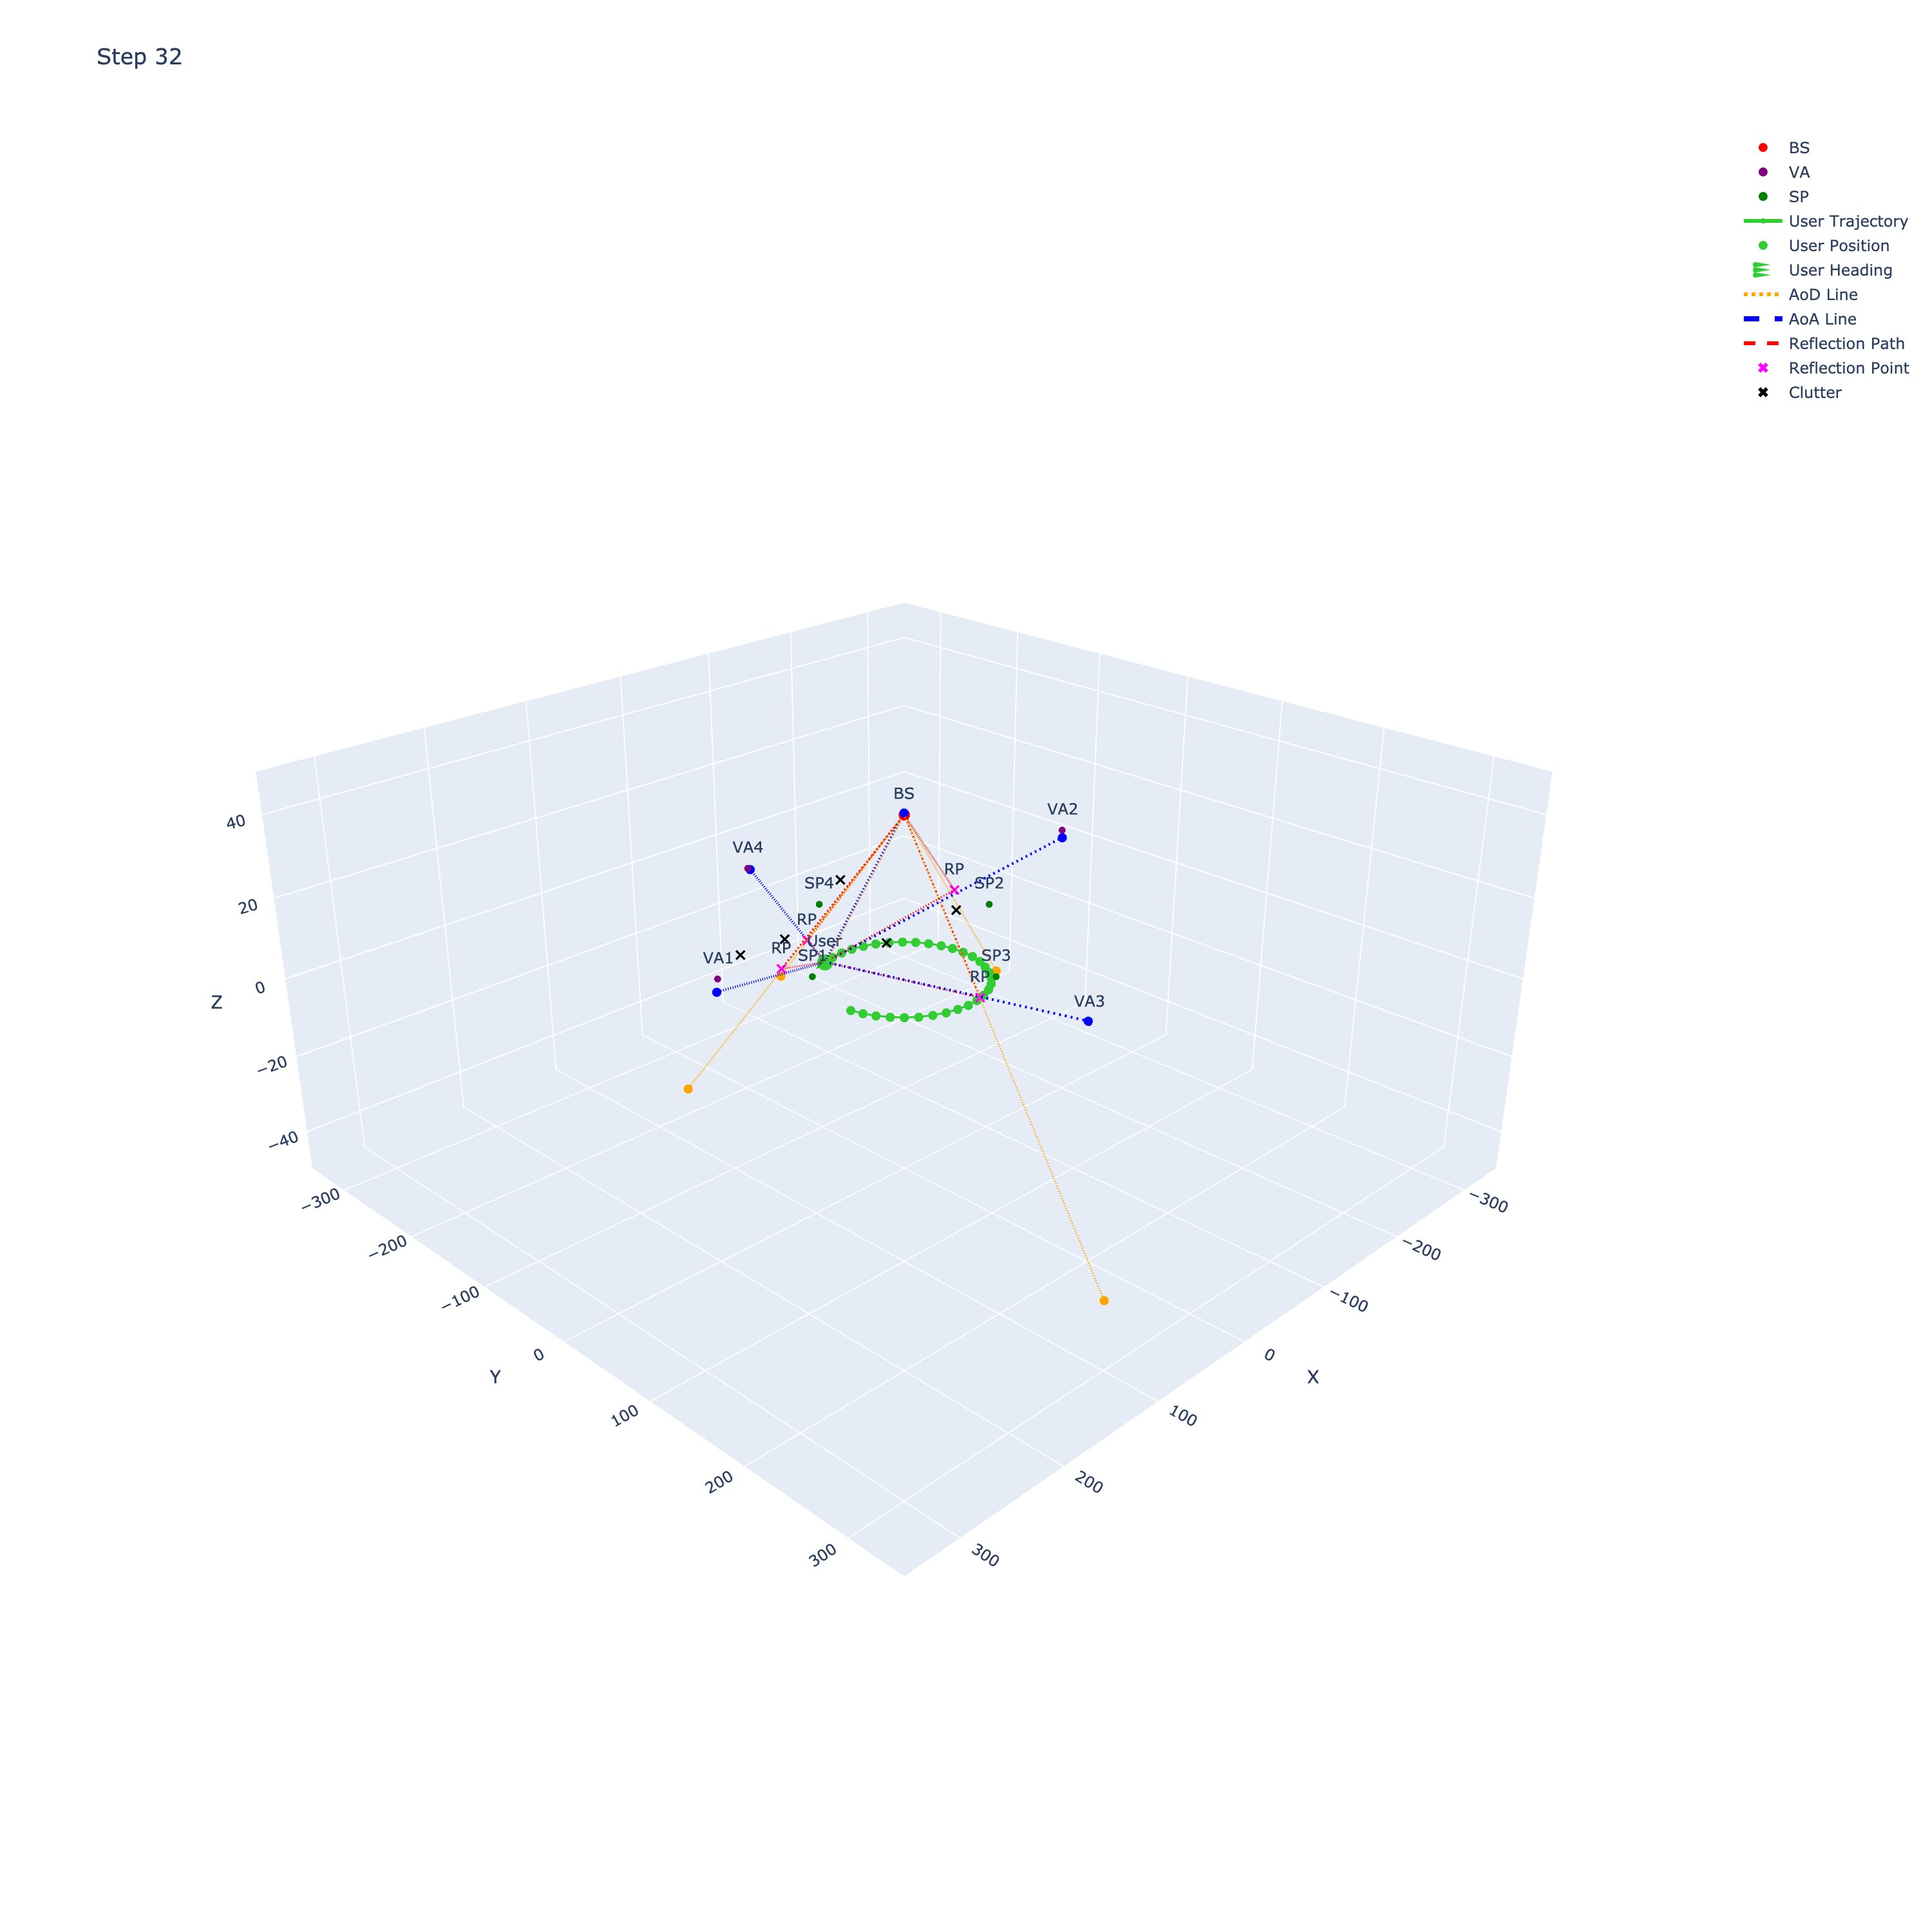 Step 32
BS
VA
SP
User Trajectory
User Position
User Heading
AoD Line
AoA Line
Reflection Path
Reflection Point
Clutter
BS
VA2
VA4
RP
SP4
SP2
RP
User
RP
SP1
SP3
VA1
RP
VA3
40
20
0
−20
−40
Z
−300
−200
−100
0
100
200
300
Y
−300
−200
−100
0
100
200
300
X